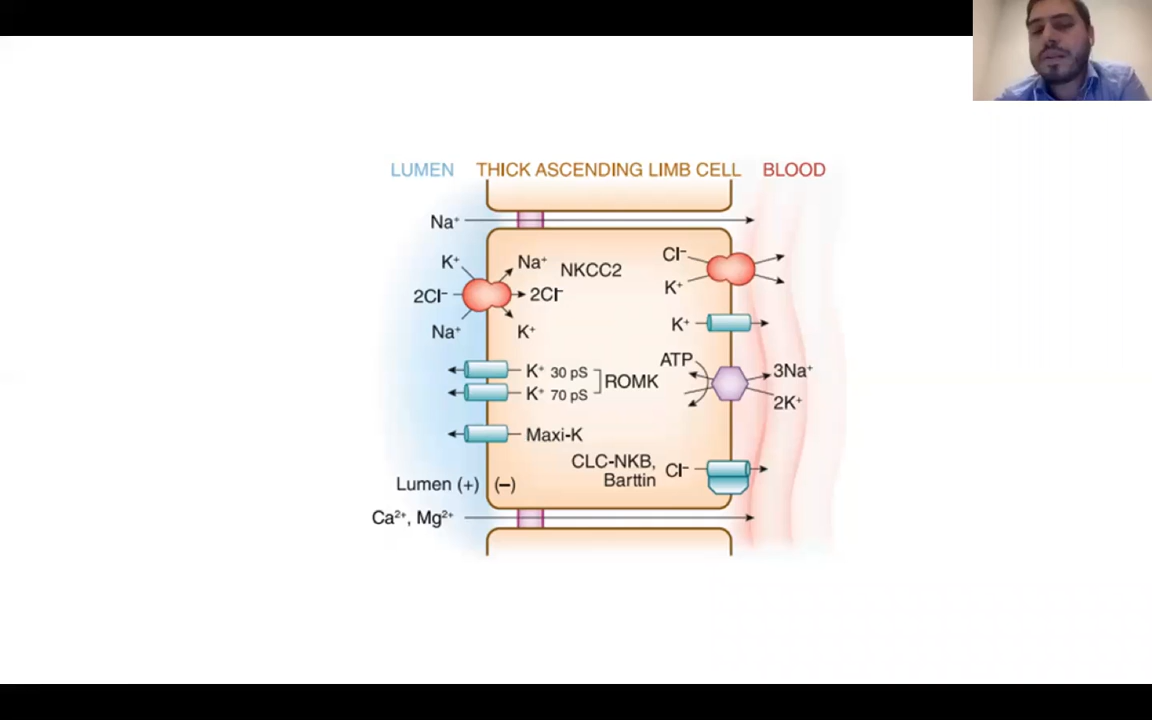 LUMEN THICK ASCENDING LIMB CELL BLOOD
Na⁺
K⁺ Na⁺ NKCC2 Cl⁻
2Cl⁻ 2Cl⁻ K⁺
Na⁺ K⁺ K⁺
ATP
K⁺ 30 pS ROMK 3Na⁺
K⁺ 70 pS 2K⁺
Maxi-K
CLC-NKB, Cl⁻
Barttin
Lumen (+) (–)
Ca²⁺, Mg²⁺